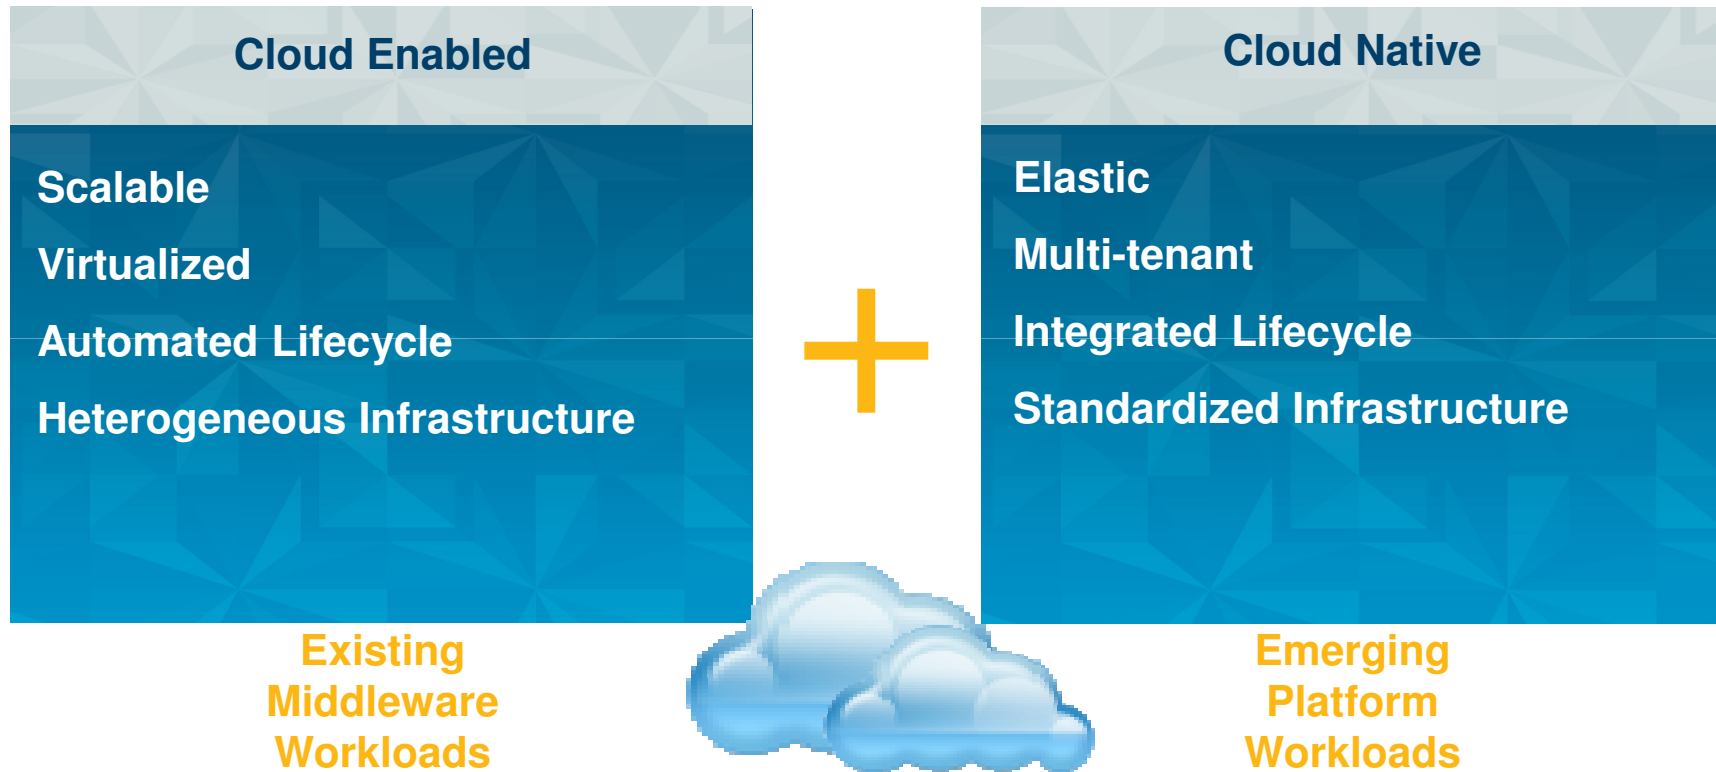 Cloud Enabled
Scalable
Virtualized
Automated Lifecycle
Heterogeneous Infrastructure
Existing
Middleware
Workloads
Cloud Native
Elastic
Multi-tenant
Integrated Lifecycle
Standardized Infrastructure
Emerging
Platform
Workloads